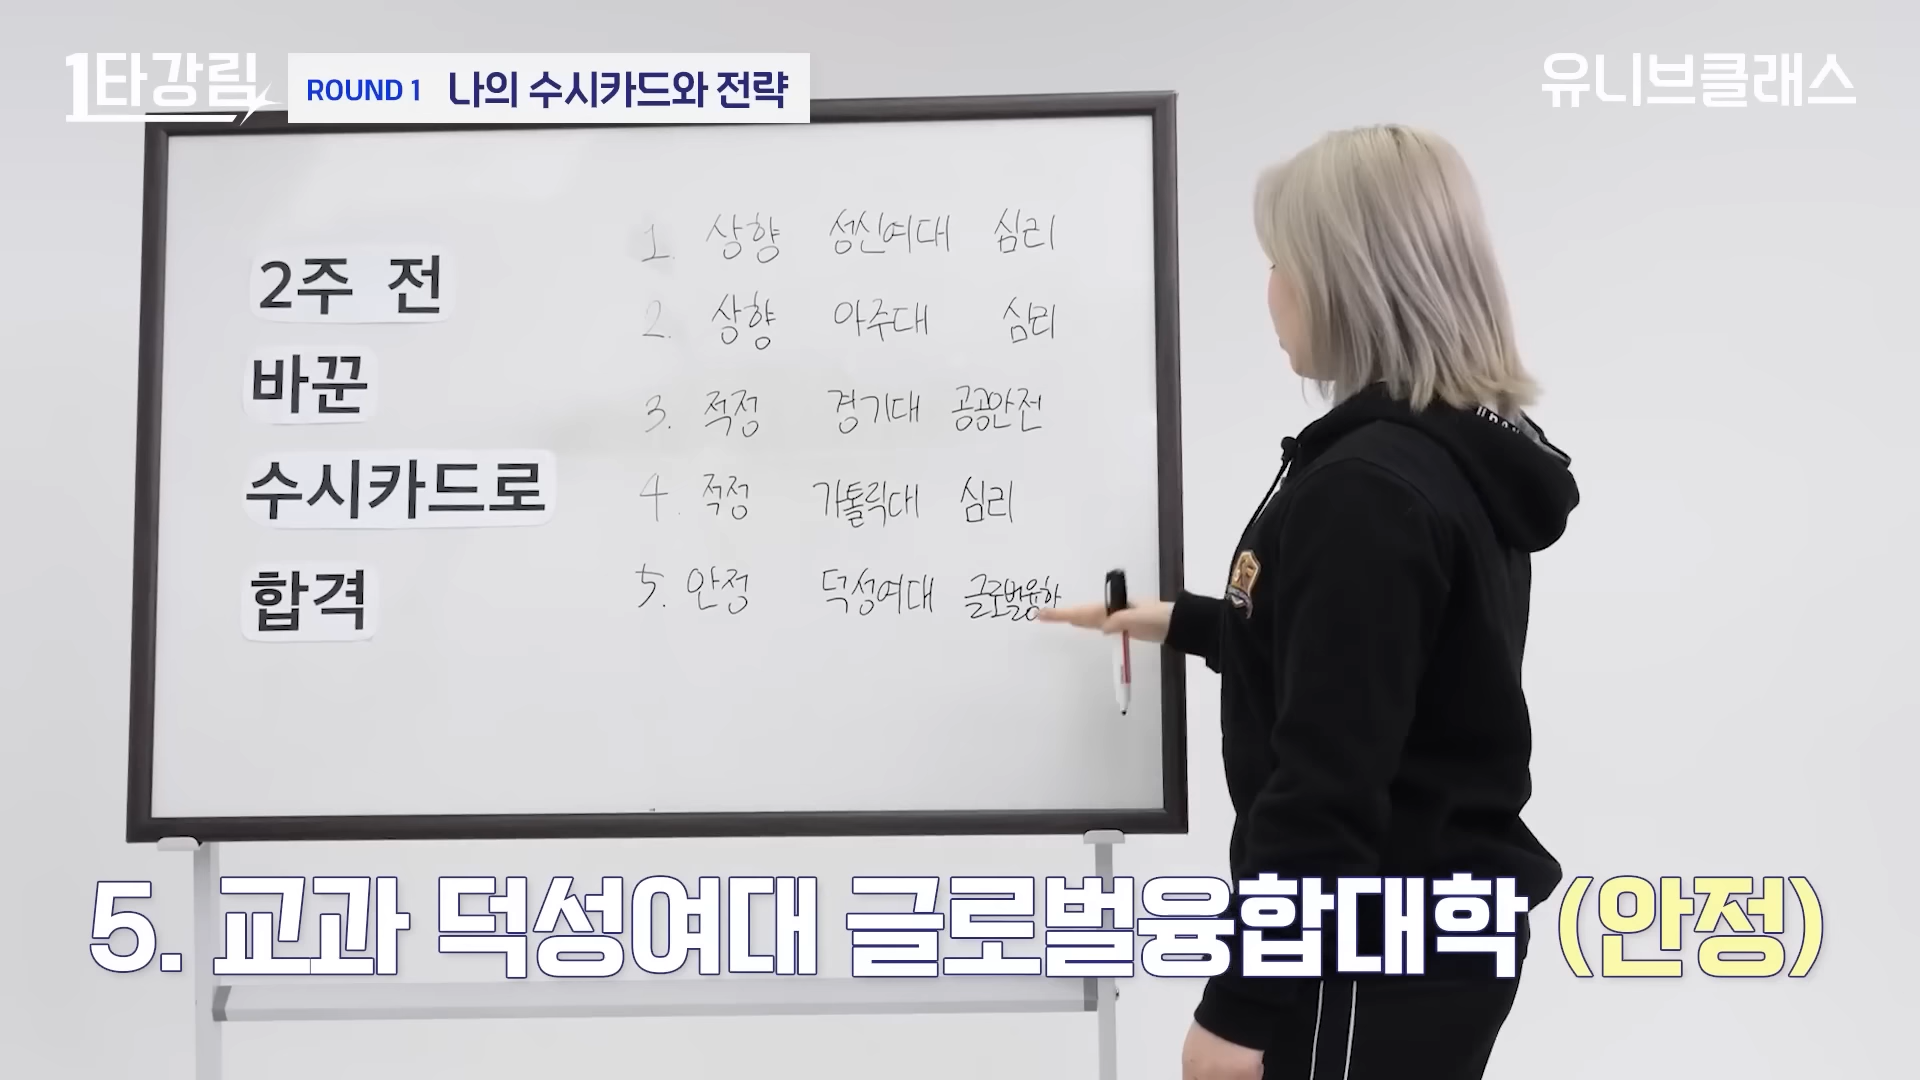 1타강림
ROUND 1 나의 수시카드와 전략
유니브클래스
2주 전
바꾼
수시카드로
합격
1. 상향 성신여대 심리
2. 상향 아주대 심리
3. 적정 경기대 공공안전
4. 적정 가톨릭대 심리
5. 안정 덕성여대 글로벌융합
5. 교과 덕성여대 글로벌융합대학 (안정)